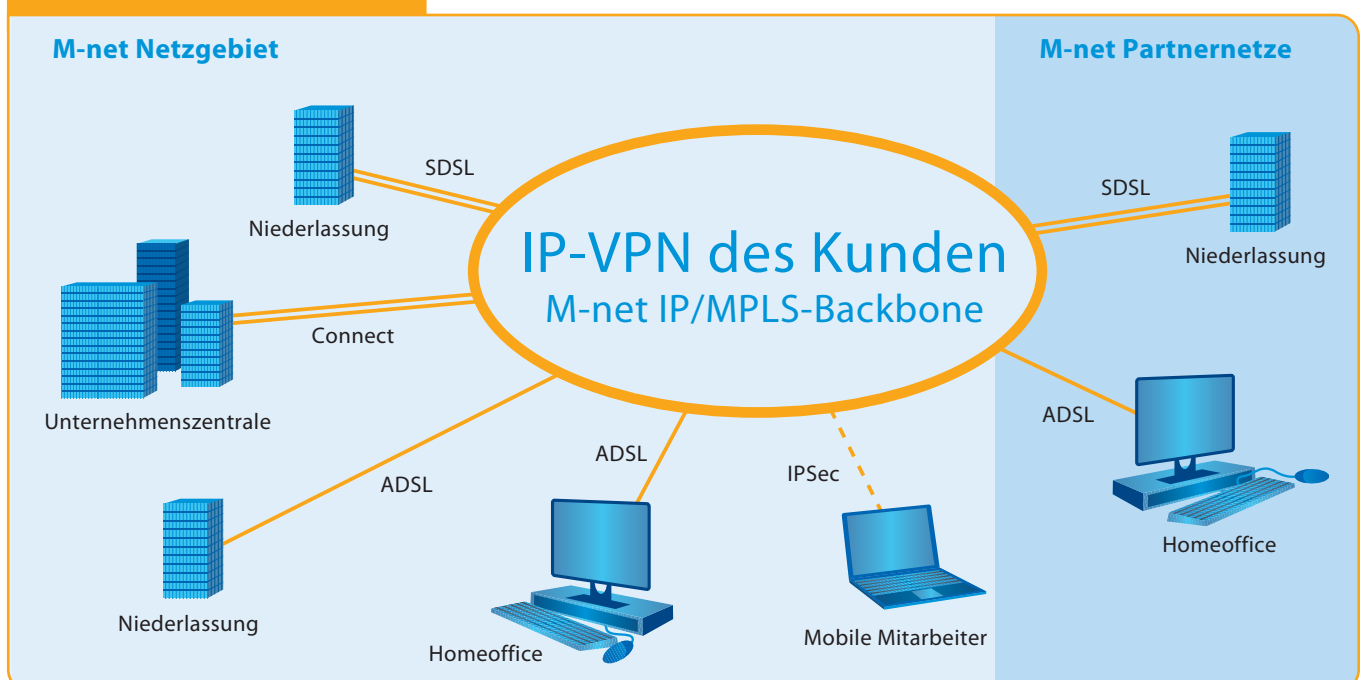 M-net Netzgebiet
M-net Partnernetze
SDSL
Niederlassung
SDSL
Niederlassung
IP-VPN des Kunden
M-net IP/MPLS-Backbone
Connect
Unternehmenszentrale
ADSL
Niederlassung
ADSL
Homeoffice
IPSec
Mobile Mitarbeiter
ADSL
Homeoffice